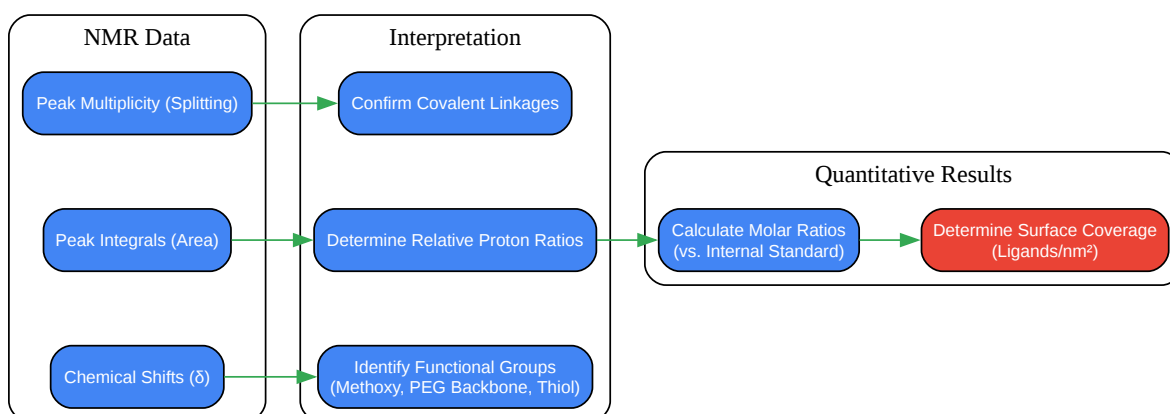 NMR Data
Peak Multiplicity (Splitting)
Peak Integrals (Area)
Chemical Shifts (δ)
Interpretation
Confirm Covalent Linkages
Determine Relative Proton Ratios
Identify Functional Groups
(Methoxy, PEG Backbone, Thiol)
Quantitative Results
Calculate Molar Ratios
(vs. Internal Standard)
Determine Surface Coverage
(Ligands/nm²)